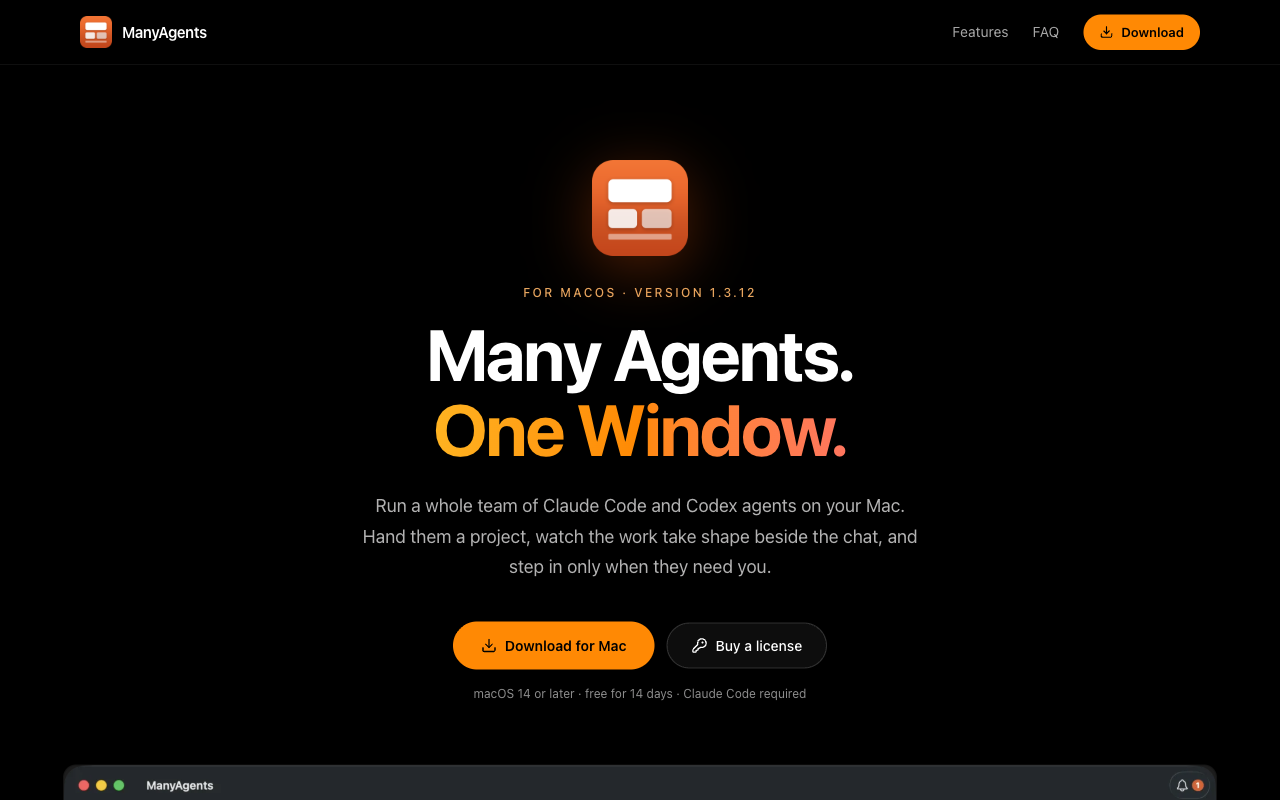 ManyAgents
Features
FAQ
Download
FOR MACOS · VERSION 1.3.12
Many Agents.
One Window.
Run a whole team of Claude Code and Codex agents on your Mac.
Hand them a project, watch the work take shape beside the chat, and
step in only when they need you.
Download for Mac
Buy a license
macOS 14 or later · free for 14 days · Claude Code required
ManyAgents
1